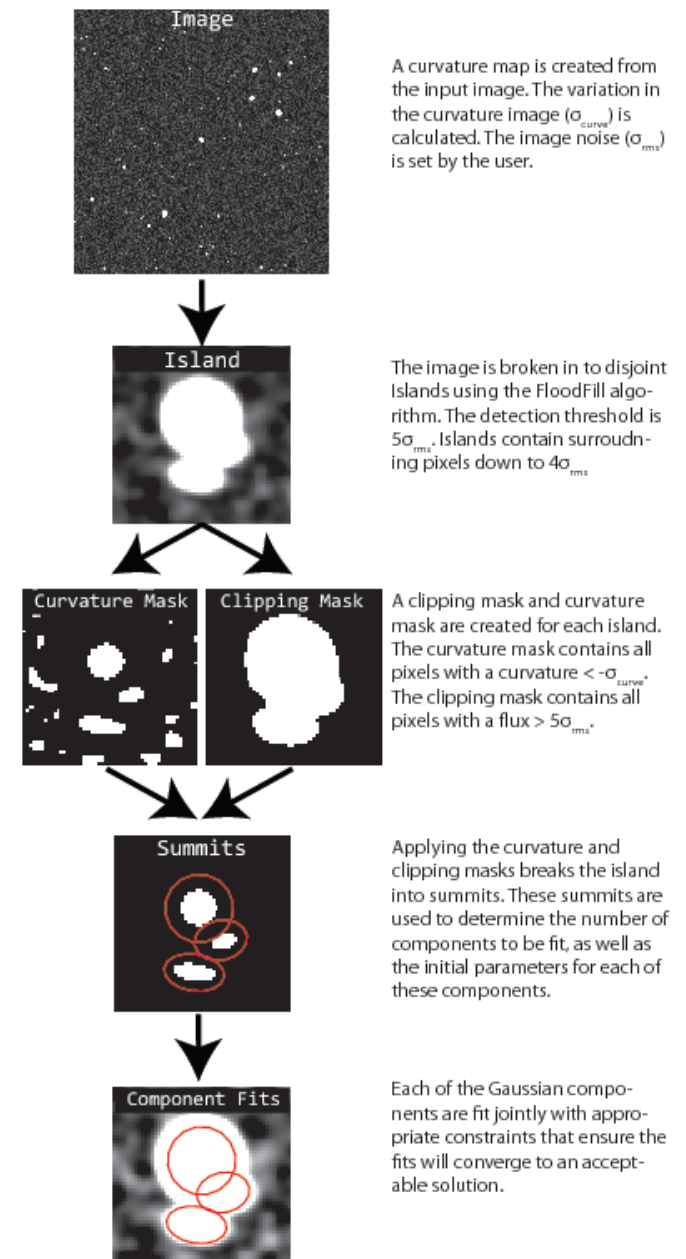 Image
A curvature map is created from
the input image. The variation in
the curvature image (σcurve) is
calculated. The image noise (σrms)
is set by the user.
Island
The image is broken in to disjoint
Islands using the FloodFill algo-
rithm. The detection threshold is
5σrms. Islands contain surroudn-
ing pixels down to 4σrms
Curvature Mask
Clipping Mask
A clipping mask and curvature
mask are created for each island.
The curvature mask contains all
pixels with a curvature < -σcurve.
The clipping mask contains all
pixels with a flux > 5σrms.
Summits
Applying the curvature and
clipping masks breaks the island
into summits. These summits are
used to determine the number of
components to be fit, as well as
the initial parameters for each of
these components.
Component Fits
Each of the Gaussian compo-
nents are fit jointly with appro-
priate constraints that ensure the
fits will converge to an accept-
able solution.